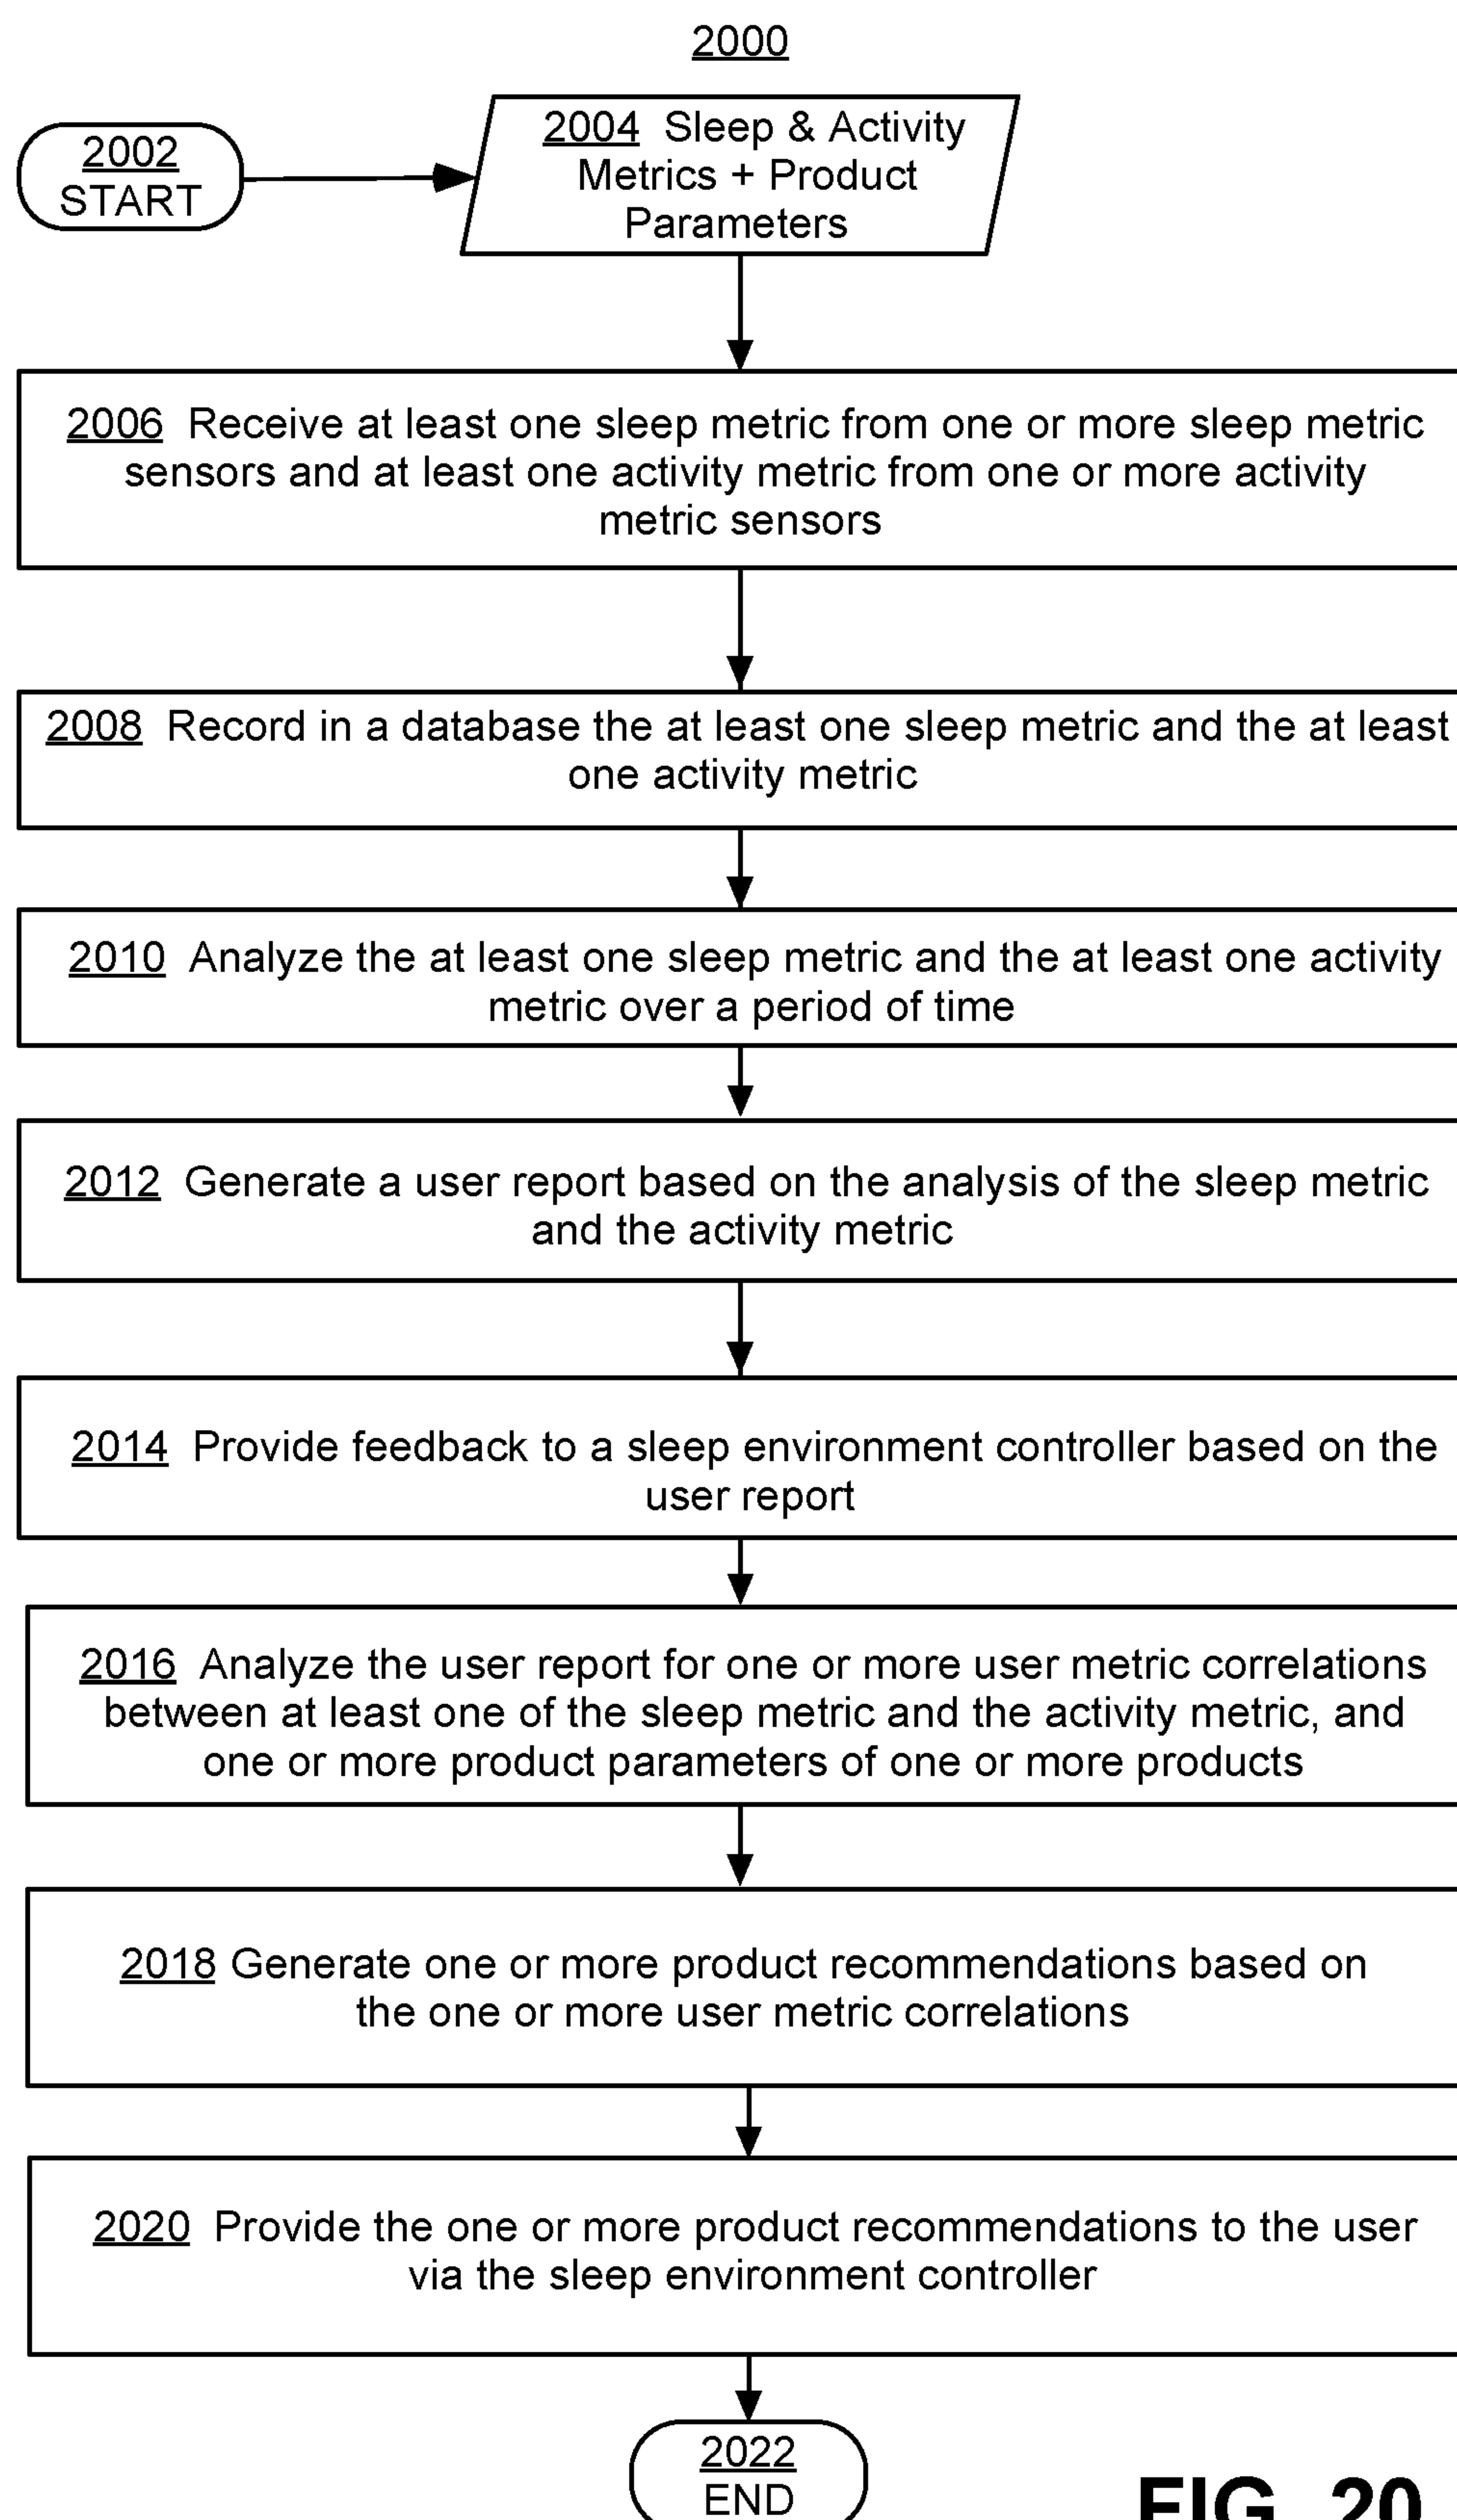 2000
2002
START
2004 Sleep & Activity
Metrics + Product
Parameters
2006 Receive at least one sleep metric from one or more sleep metric
sensors and at least one activity metric from one or more activity
metric sensors
2008 Record in a database the at least one sleep metric and the at least
one activity metric
2010 Analyze the at least one sleep metric and the at least one activity
metric over a period of time
2012 Generate a user report based on the analysis of the sleep metric
and the activity metric
2014 Provide feedback to a sleep environment controller based on the
user report
2016 Analyze the user report for one or more user metric correlations
between at least one of the sleep metric and the activity metric, and
one or more product parameters of one or more products
2018 Generate one or more product recommendations based on
the one or more user metric correlations
2020 Provide the one or more product recommendations to the user
via the sleep environment controller
2022
END
FIG. 20